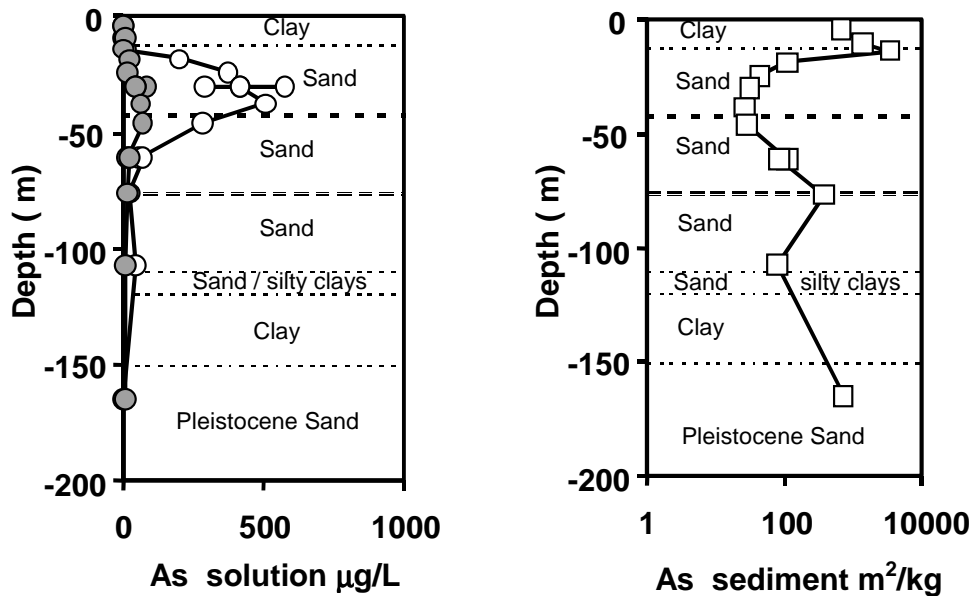 0
Clay
Sand
-50
Sand
Sand
-100
Sand / silty clays
Clay
-150
Pleistocene Sand
-200
0 500 1000
As solution µg/L
Depth ( m)
0
Clay
Sand
-50
Sand
Sand
-100
Sand silty clays
Clay
-150
Pleistocene Sand
-200
1 100 10000
As sediment m²/kg
Depth ( m)